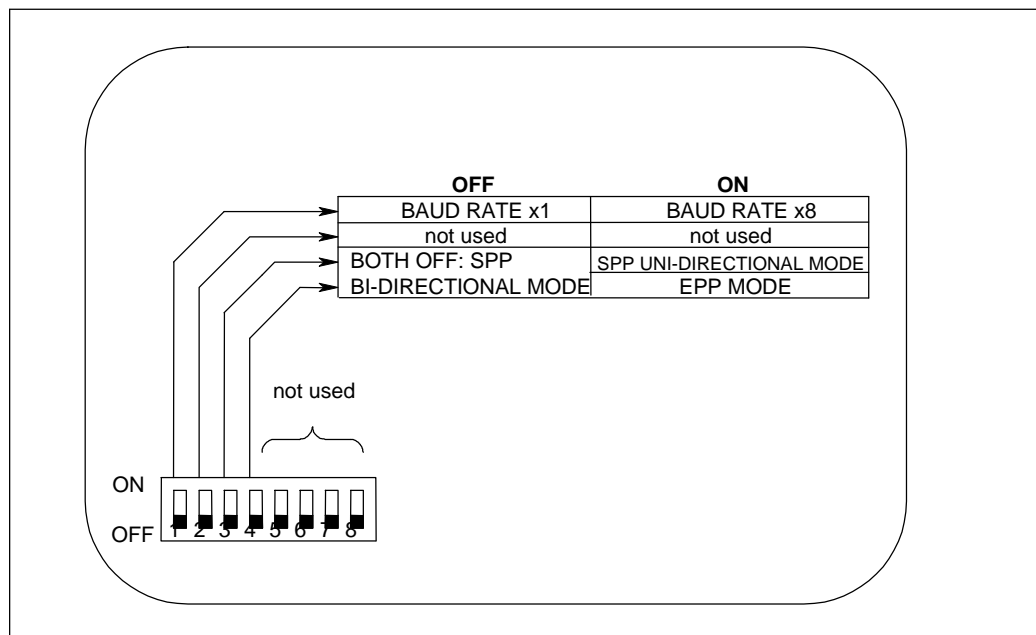 OFF ON
BAUD RATE x1 BAUD RATE x8
not used not used
BOTH OFF: SPP SPP UNI-DIRECTIONAL MODE
BI-DIRECTIONAL MODE EPP MODE
not used
ON
OFF 1 2 3 4 5 6 7 8